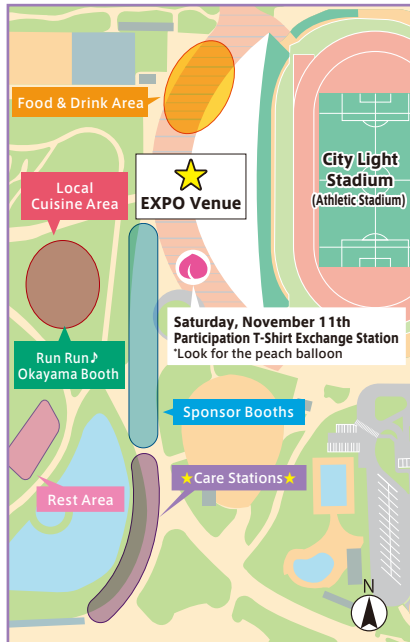 Food & Drink Area
City Light
Stadium
(Athletic Stadium)
EXPO Venue
Local
Cuisine Area
Saturday, November 11th
Participation T-Shirt Exchange Station
*Look for the peach balloon
Run Run♪
Okayama Booth
Sponsor Booths
★Care Stations★
Rest Area
N